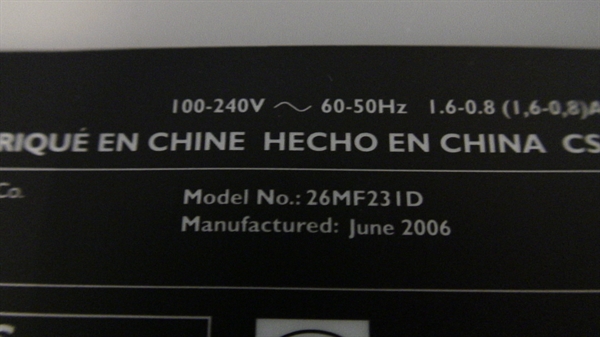 100-240V ~ 60-50Hz 1.6-0.8 (1,6-0,8)A
RIQUÉ EN CHINE HECHO EN CHINA CS
Co.
Model No.: 26MF231D
Manufactured: June 2006